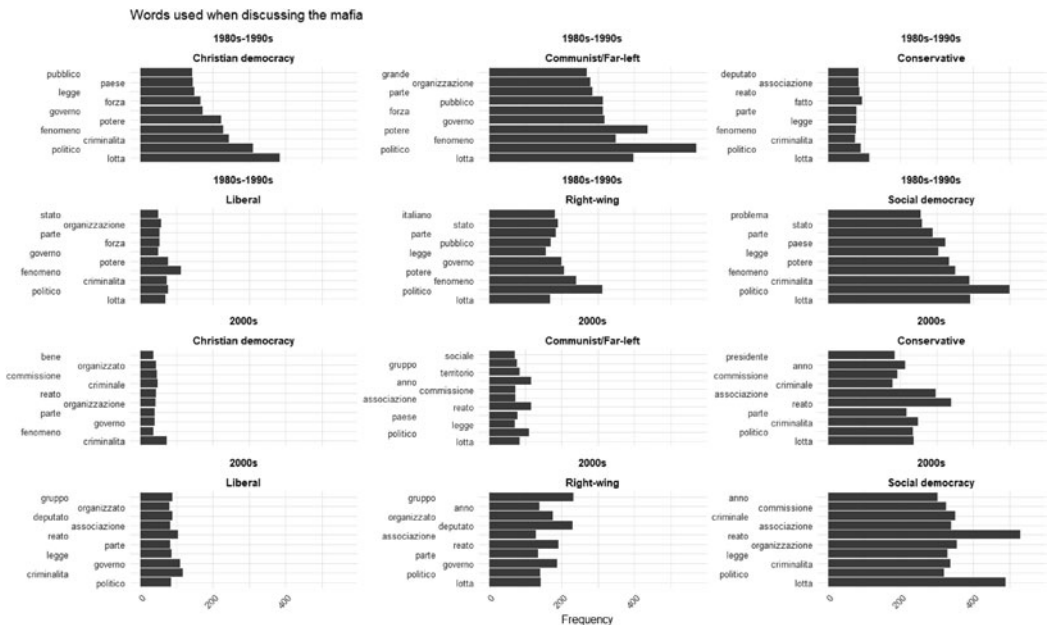 Words used when discussing the mafia
1980s-1990s
Christian democracy
pubblico
paese
legge
forza
governo
potere
fenomeno
criminalita
politico
lotta
1980s-1990s
Communist/Far-left
grande
organizzazione
parte
pubblico
forza
governo
potere
fenomeno
politico
lotta
1980s-1990s
Conservative
deputato
associazione
reato
fatto
parte
legge
fenomeno
criminalita
politico
lotta
1980s-1990s
Liberal
stato
organizzazione
parte
forza
governo
potere
fenomeno
criminalita
politico
lotta
1980s-1990s
Right-wing
italiano
stato
parte
pubblico
legge
governo
potere
fenomeno
politico
lotta
1980s-1990s
Social democracy
problema
stato
parte
paese
legge
potere
fenomeno
criminalita
politico
lotta
2000s
Christian democracy
bene
organizzato
commissione
criminale
reato
organizzazione
parte
governo
fenomeno
criminalita
2000s
Communist/Far-left
sociale
gruppo
territorio
anno
commissione
associazione
reato
paese
legge
politico
lotta
2000s
Conservative
presidente
anno
commissione
criminale
associazione
reato
parte
criminalita
politico
lotta
2000s
Liberal
gruppo
organizzato
deputato
associazione
reato
parte
legge
governo
criminalita
politico
0 200 400
2000s
Right-wing
gruppo
anno
organizzato
deputato
associazione
reato
parte
governo
politico
lotta
0 200 400
2000s
Social democracy
anno
commissione
criminale
associazione
reato
organizzazione
legge
criminalita
politico
lotta
0 200 400
Frequency